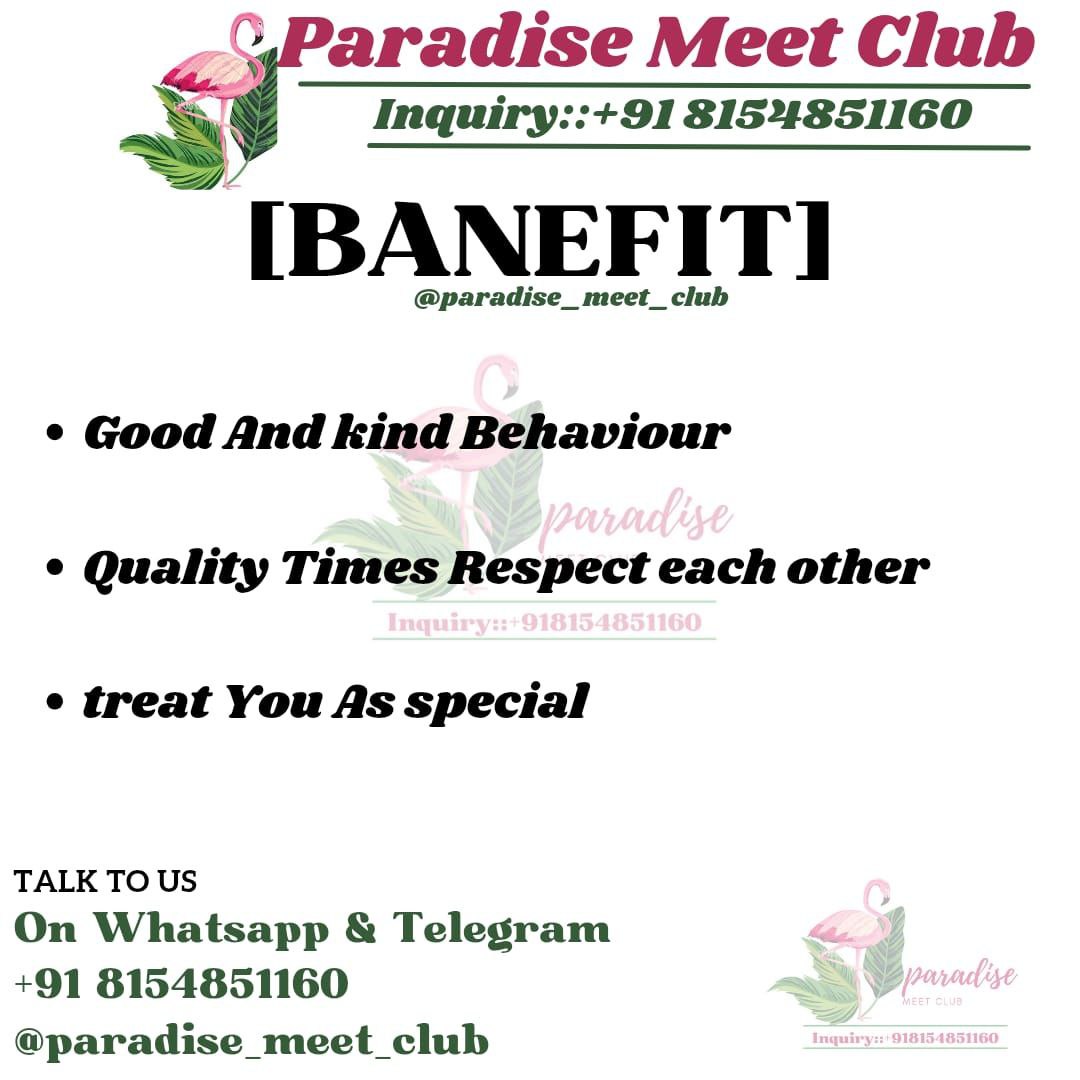 Paradise Meet Club
Inquiry::+91 8154851160
[BANEFIT]
@paradise_meet_club
• Good And kind Behaviour
paradise
MEET CLUB
• Quality Times Respect each other
Inquiry::+918154851160
• treat You As special
TALK TO US
On Whatsapp & Telegram
+91 8154851160
@paradise_meet_club
paradise
MEET CLUB
Inquiry::+918154851160